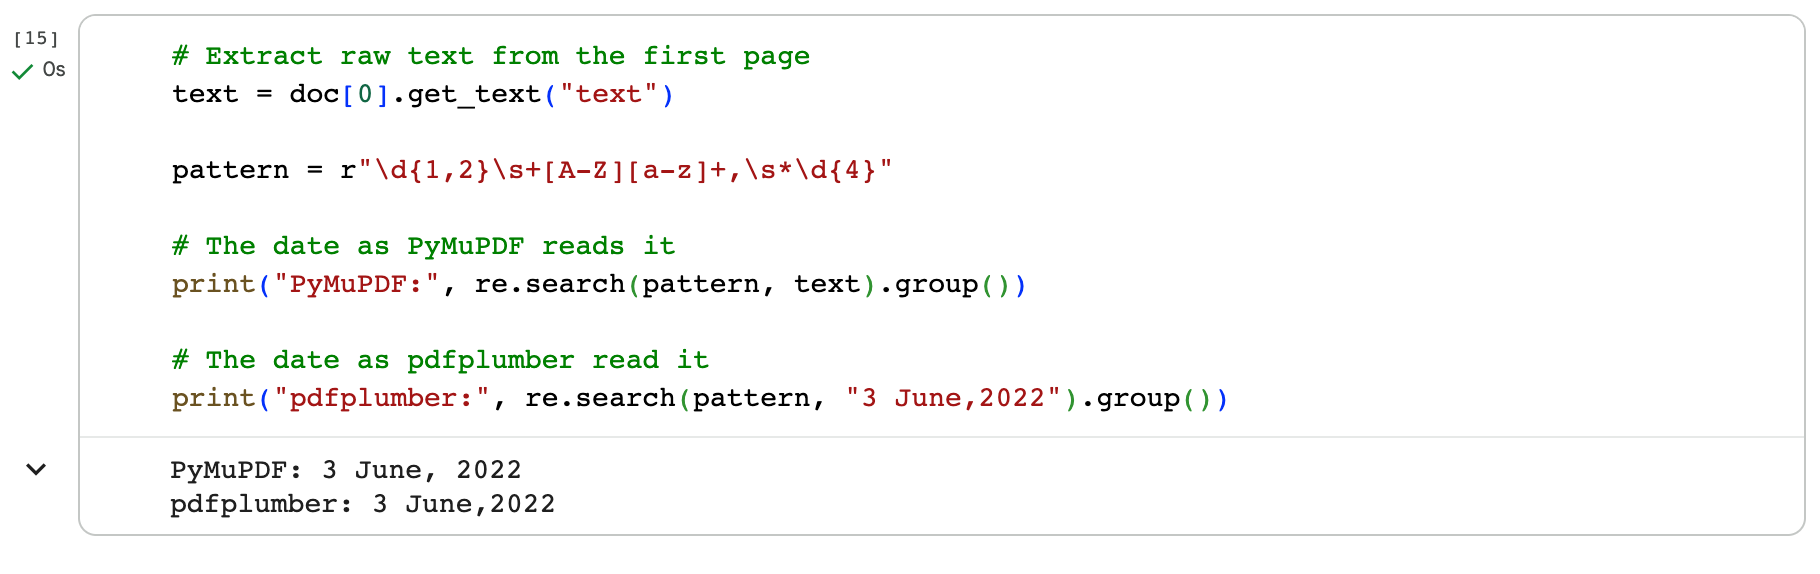 [15]
0s
# Extract raw text from the first page
text = doc[0].get_text("text")
pattern = r"\d{1,2}\s+[A-Z][a-z]+,\s*\d{4}"
# The date as PyMuPDF reads it
print("PyMuPDF:", re.search(pattern, text).group())
# The date as pdfplumber read it
print("pdfplumber:", re.search(pattern, "3 June,2022").group())
PyMuPDF: 3 June, 2022
pdfplumber: 3 June,2022